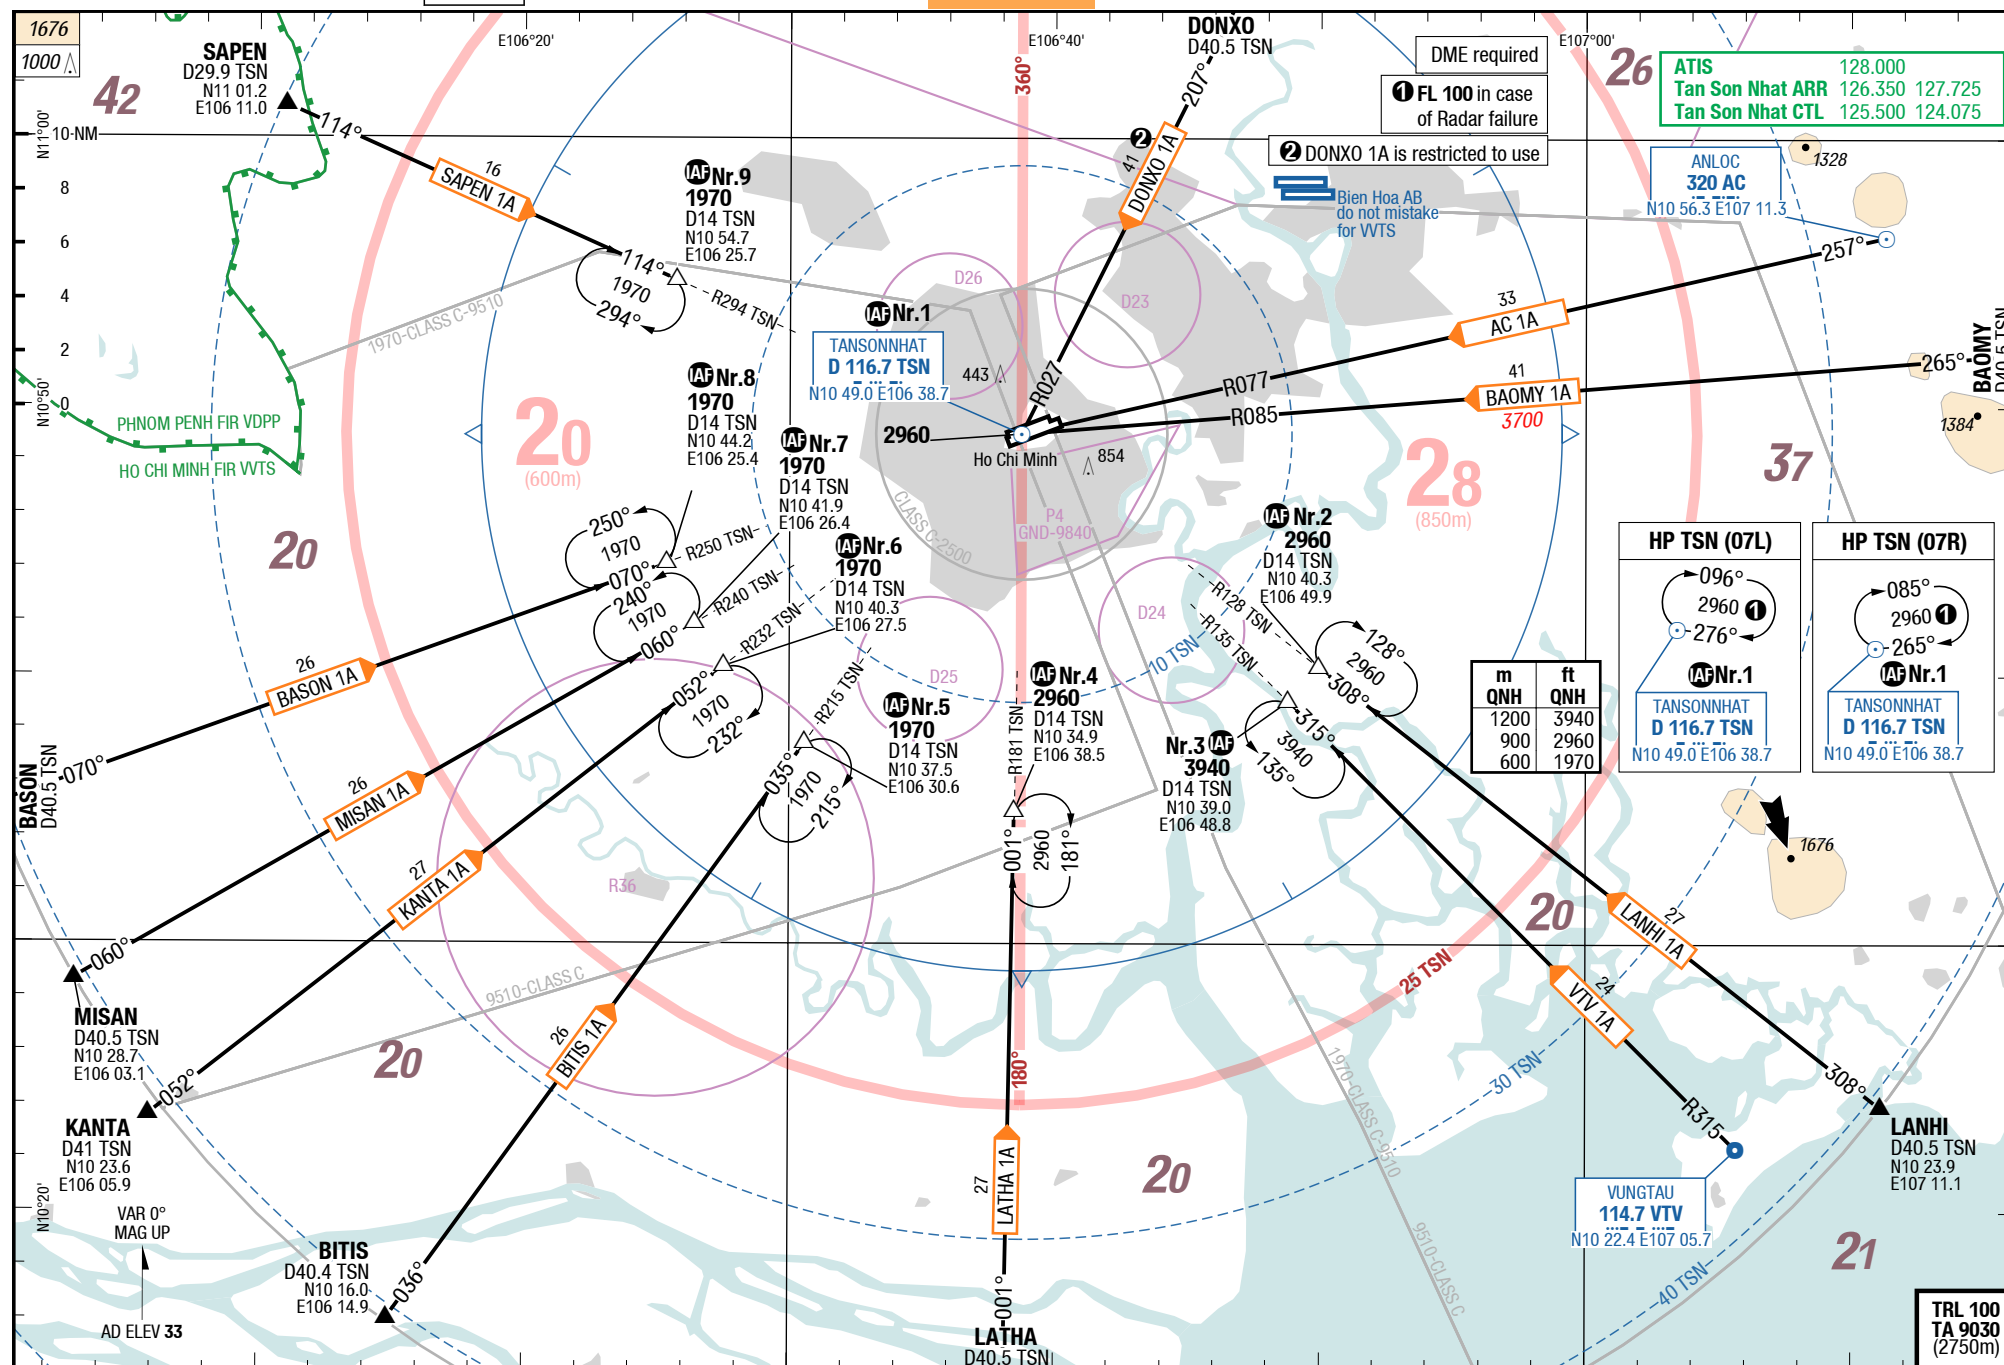 1676
1000
SAPEN
D29.9 TSN
N11 01.2
E106 11.0
42
E106°20'
E106°40'
E107°00'
360°
DONXO
D40.5 TSN
207°
DME required
1 FL 100 in case
of Radar failure
2 DONXO 1A is restricted to use
26
ATIS 128.000
Tan Son Nhat ARR 126.350 127.725
Tan Son Nhat CTL 125.500 124.075
1328
ANLOC
320 AC
N10 56.3 E107 11.3
N11°00'
10 NM
8
6
4
2
0
N10°50'
114°
16
SAPEN 1A
IAF Nr.9
1970
D14 TSN
N10 54.7
E106 25.7
114°
1970
294°
R294 TSN
1970-CLASS C-9510
2
41
DONXO 1A
Bien Hoa AB
do not mistake
for VVTS
257°
33
AC 1A
D26
D23
IAF Nr.1
TANSONNHAT
D 116.7 TSN
N10 49.0 E106 38.7
443
R027
R077
R085
41
BAOMY 1A
3700
265°
BAOMY
D40.5 TSN
1384
PHNOM PENH FIR VDPP
HO CHI MINH FIR VVTS
20
(600m)
IAF Nr.8
1970
D14 TSN
N10 44.2
E106 25.4
IAF Nr.7
1970
D14 TSN
N10 41.9
E106 26.4
2960
Ho Chi Minh
854
CLASS C-2500
P4
GND-9840
28
(850m)
37
20
250°
1970
070°
R250 TSN
240°
1970
060°
R240 TSN
IAF Nr.6
1970
D14 TSN
N10 40.3
E106 27.5
R232 TSN
052°
1970
232°
R215 TSN
IAF Nr.5
1970
D14 TSN
N10 37.5
E106 30.6
035°
1970
215°
D25
D24
10 TSN
IAF Nr.4
2960
D14 TSN
N10 34.9
E106 38.5
R181 TSN
001°
2960
181°
IAF Nr.2
2960
D14 TSN
N10 40.3
E106 49.9
R128 TSN
R135 TSN
128°
2960
308°
Nr.3 IAF
3940
D14 TSN
N10 39.0
E106 48.8
315°
3940
135°
m ft
QNH QNH
1200 3940
900 2960
600 1970
HP TSN (07L)
096°
2960 1
276°
IAF Nr.1
TANSONNHAT
D 116.7 TSN
N10 49.0 E106 38.7
HP TSN (07R)
085°
2960 1
265°
IAF Nr.1
TANSONNHAT
D 116.7 TSN
N10 49.0 E106 38.7
1676
26
BASON 1A
BASON
D40.5 TSN
070°
26
MISAN 1A
27
KANTA 1A
R36
060°
MISAN
D40.5 TSN
N10 28.7
E106 03.1
052°
KANTA
D41 TSN
N10 23.6
E106 05.9
9510-CLASS C
26
BITIS 1A
20
180°
25 TSN
20
27
LANHI 1A
24
VTV 1A
30 TSN
308°
LANHI
D40.5 TSN
N10 23.9
E107 11.1
R315
VUNGTAU
114.7 VTV
N10 22.4 E107 05.7
1970-CLASS C-9510
9510-CLASS C
27
LATHA 1A
20
21
40 TSN
N10°20'
VAR 0°
MAG UP
AD ELEV 33
BITIS
D40.4 TSN
N10 16.0
E106 14.9
036°
001°
LATHA
D40.5 TSN
TRL 100
TA 9030
(2750m)